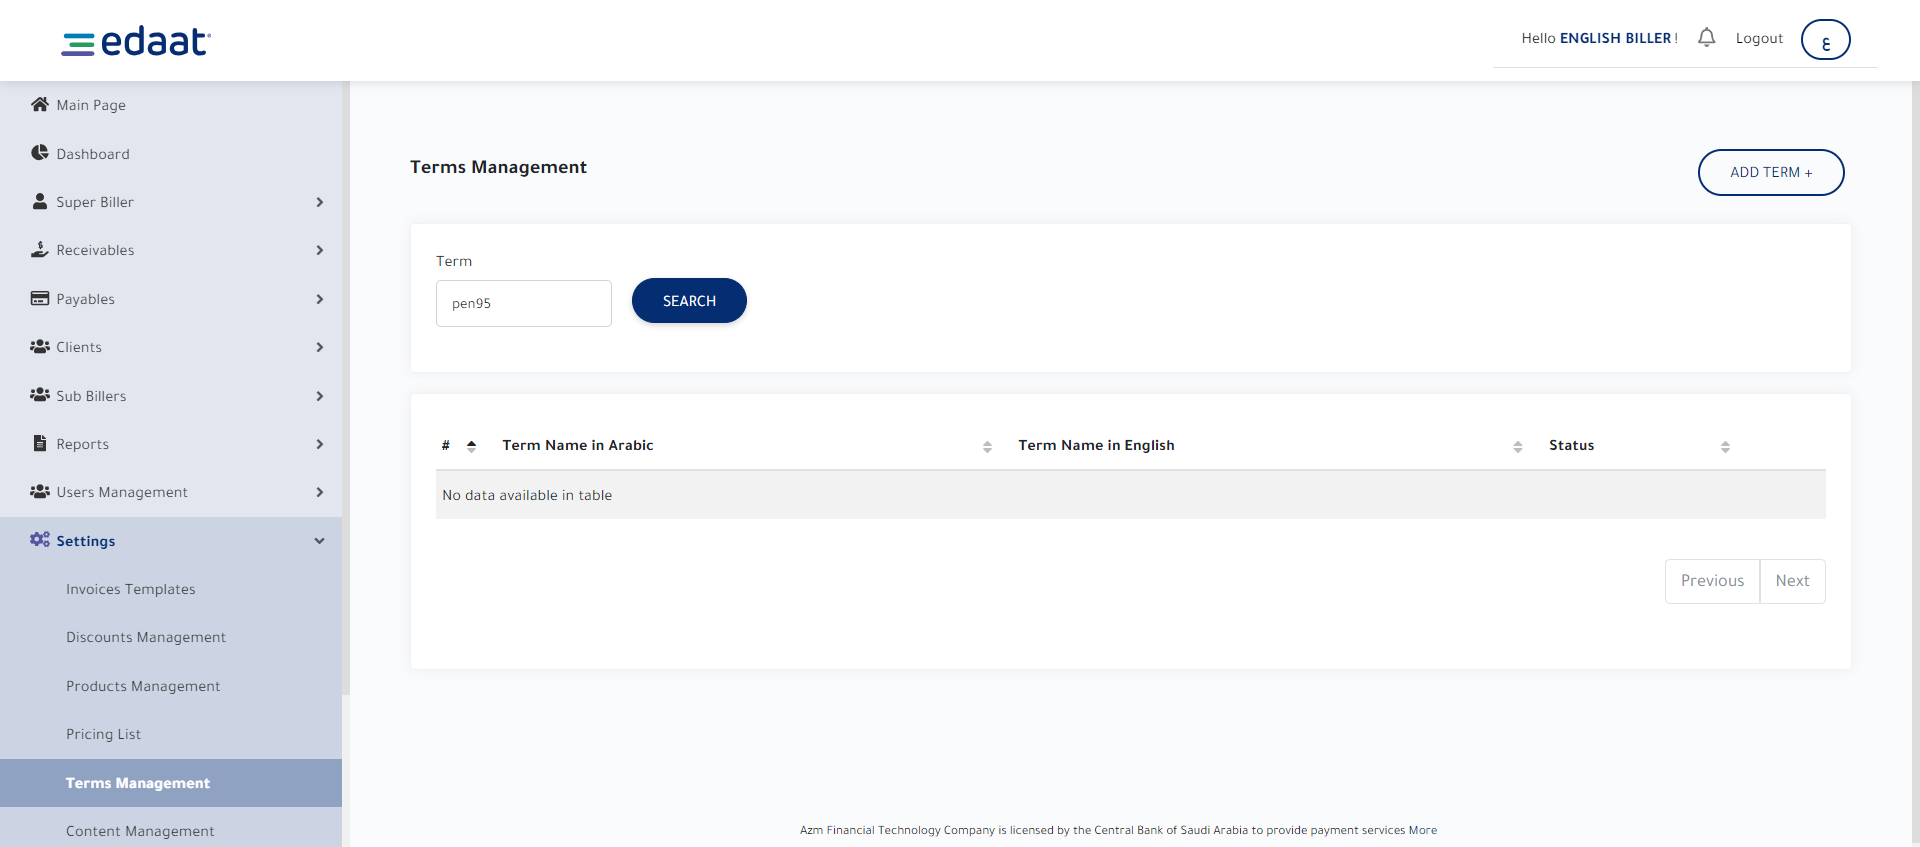 edaat
Hello ENGLISH BILLER !
Logout
ع
Main Page
Dashboard
Super Biller
Receivables
Payables
Clients
Sub Billers
Reports
Users Management
Settings
Invoices Templates
Discounts Management
Products Management
Pricing List
Terms Management
Content Management
Terms Management
ADD TERM +
Term
pen95
SEARCH
# Term Name in Arabic Term Name in English Status
No data available in table
Previous Next
Azm Financial Technology Company is licensed by the Central Bank of Saudi Arabia to provide payment services More